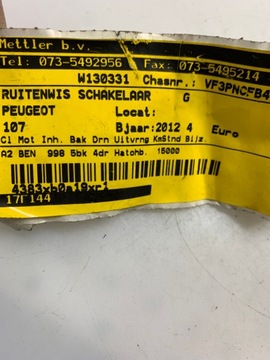 Mettler b.v.
Tel: 073-5492956 Fax: 073-5495214
W130331 Chasnr.: VF3PNCFB4
RUITENWIS SCHAKELAAR G
PEUGEOT Locat:
107 Bjaar:2012 4 Euro
Cl Mot Inh. Bak Drn Uitvrng KmStnd Bijz.
A2 BEN 998 5bk 4dr Hatchb. 15000
17F144